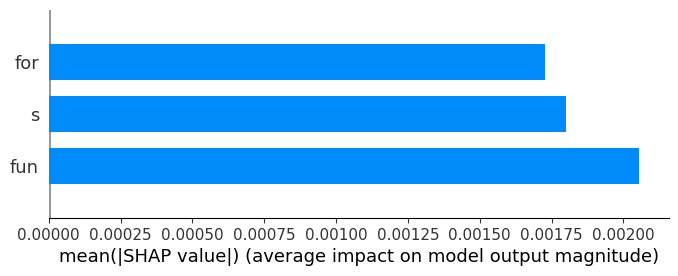 for
s
fun
0.00000 0.00025 0.00050 0.00075 0.00100 0.00125 0.00150 0.00175 0.00200
mean(|SHAP value|) (average impact on model output magnitude)